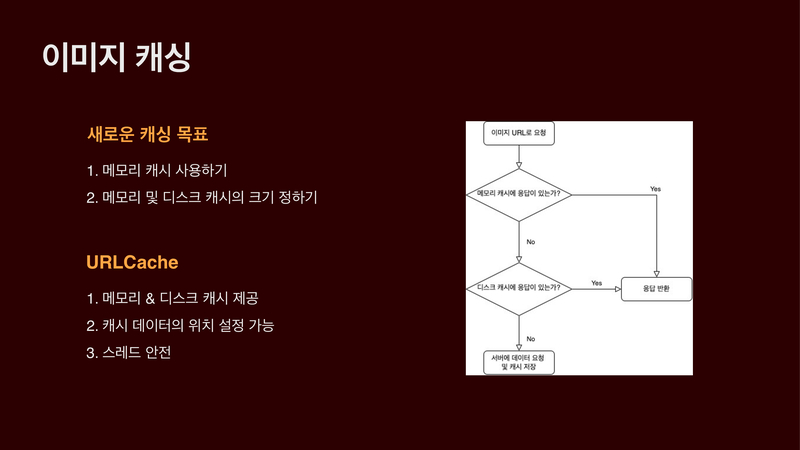 이미지 캐싱
새로운 캐싱 목표
1. 메모리 캐시 사용하기
2. 메모리 및 디스크 캐시의 크기 정하기
URLCache
1. 메모리 & 디스크 캐시 제공
2. 캐시 데이터의 위치 설정 가능
3. 스레드 안전
이미지 URL로 요청
메모리 캐시에 응답이 있는가?
Yes
No
디스크 캐시에 응답이 있는가?
Yes
응답 반환
No
서버에 데이터 요청
및 캐시 저장